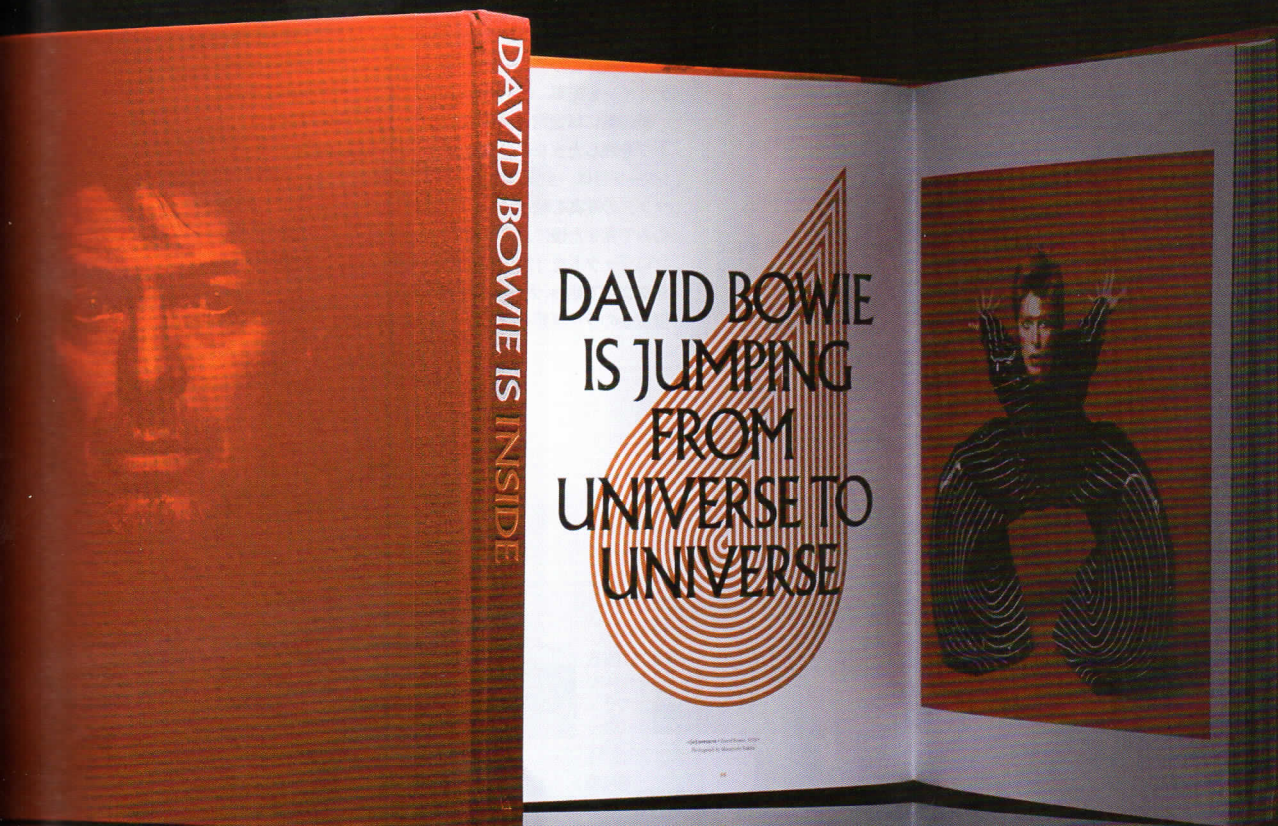 DAVID BOWIE IS INSIDE
DAVID BOWIE
IS JUMPING
FROM
UNIVERSE TO
UNIVERSE